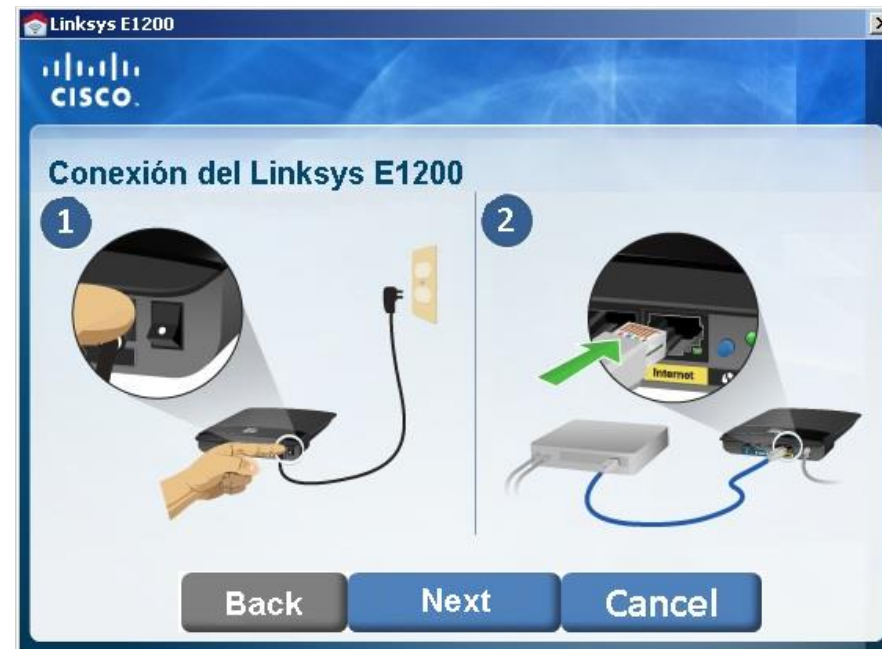 Linksys E1200
CISCO.
Conexión del Linksys E1200
1
2
Internet
Back
Next
Cancel